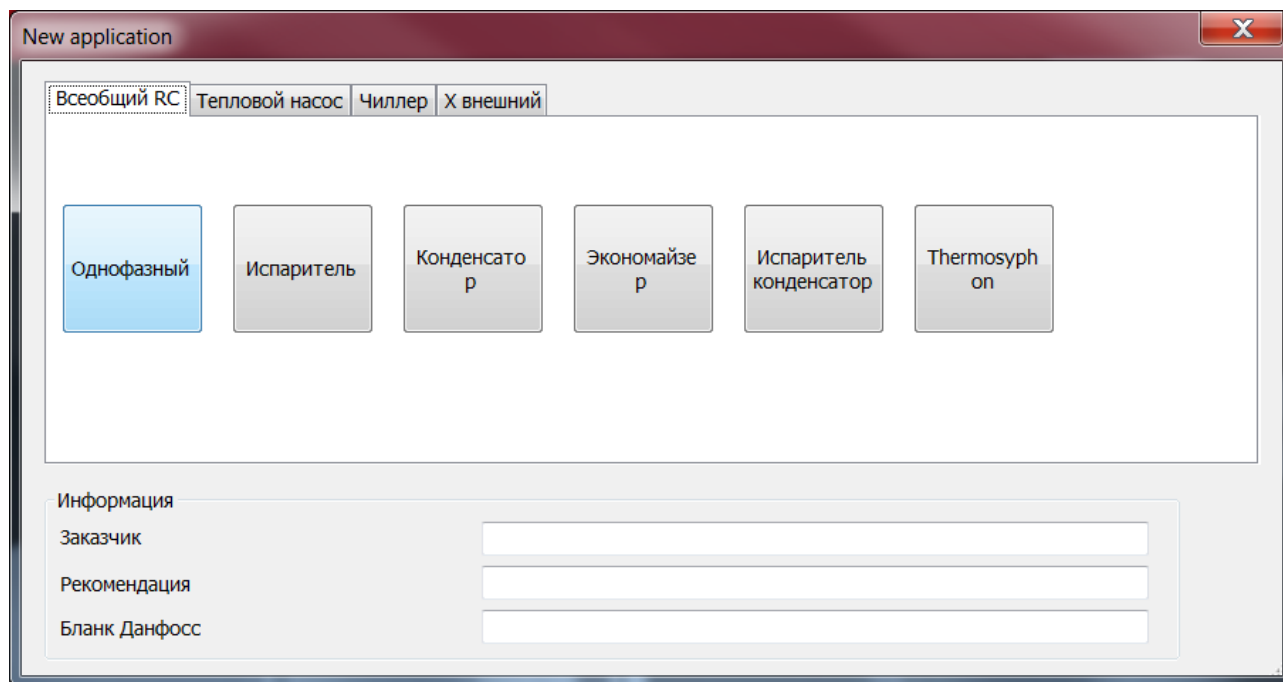 New application
Всеобщий RC Тепловой насос Чиллер X внешний
Однофазный
Испаритель
Конденсато
р
Экономайзе
р
Испаритель
конденсатор
Thermosyph
on
Информация
Заказчик
Рекомендация
Бланк Данфосс